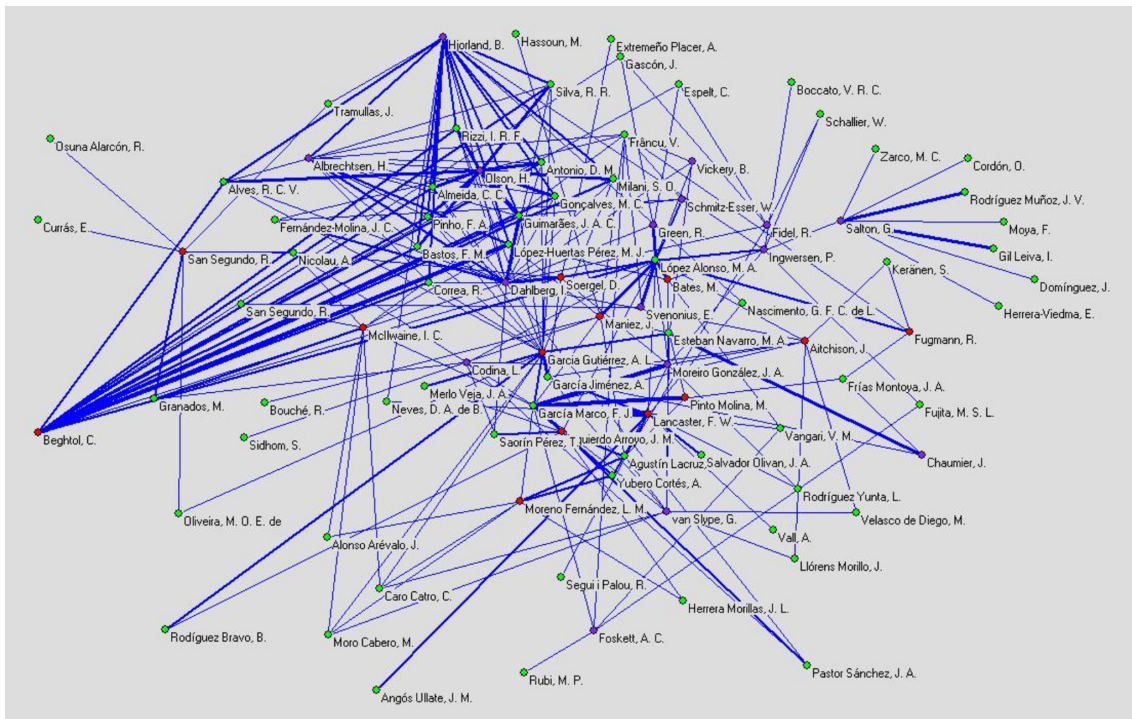 Hjorland, B.
Hassoun, M.
Extremeño Placer, A.
Gascón, J.
Silva, R. R.
Espelt, C.
Boccato, V. R. C.
Tramullas, J.
Schallier, W.
Rizzi, I. R. F.
Frâncu, V.
Osuna Alarcón, R.
Zarco, M. C.
Cordón, O.
Albrechtsen, H.
Antonio, D. M.
Vickery, B.
Olson, H.
Alves, R. C. V.
Almeida, C. C.
Milani, S. O.
Rodríguez Muñoz, J. V.
Gonçalves, M. C.
Schmitz-Esser, W.
Currás, E.
Fernández-Molina, J. C.
Pinho, F. A.
Guimarães, J. A. C.
Green, R.
Fidel, R.
Salton, G.
Moya, F.
San Segundo, R.
Nicolau, A.
Bastos, F. M.
López-Huertas Pérez, M. J.
Ingwersen, P.
Gil Leiva, I.
López Alonso, M. A.
Keränen, S.
Correa, R.
Dahlberg, I.
Soergel, D.
Bates, M.
Domínguez, J.
San Segundo, R.
Svenonius, E.
Nascimento, G. F. C. de L.
Herrera-Viedma, E.
McIlwaine, I. C.
Maniez, J.
Esteban Navarro, M. A.
Aitchison, J.
Fugmann, R.
Codina, L.
Garcia Gutiérrez, A. L.
Moreiro González, J. A.
García Jiménez, A.
Frías Montoya, J. A.
Merlo Veja, J. A.
Granados, M.
Bouché, R.
Neves, D. A. de B.
García Marco, F. J.
Pinto Molina, M.
Fujita, M. S. L.
Lancaster, F. W.
Beghtol, C.
Sidhom, S.
Saorín Pérez, T.
uierdo Arroyo, J. M.
Vangari, V. M.
Agustín Lacruz,
Salvador Olivan, J. A.
Chaumier, J.
Yubero Cortés, A.
Rodríguez Yunta, L.
Oliveira, M. O. E. de
Moreno Fernández, L. M.
van Slype, G.
Velasco de Diego, M.
Vall, A.
Alonso Arévalo, J.
Llórens Morillo, J.
Segui i Palou, R.
Caro Catro, C.
Herrera Morillas, J. L.
Rodíguez Bravo, B.
Moro Cabero, M.
Foskett, A. C.
Rubi, M. P.
Pastor Sánchez, J. A.
Angós Ullate, J. M.